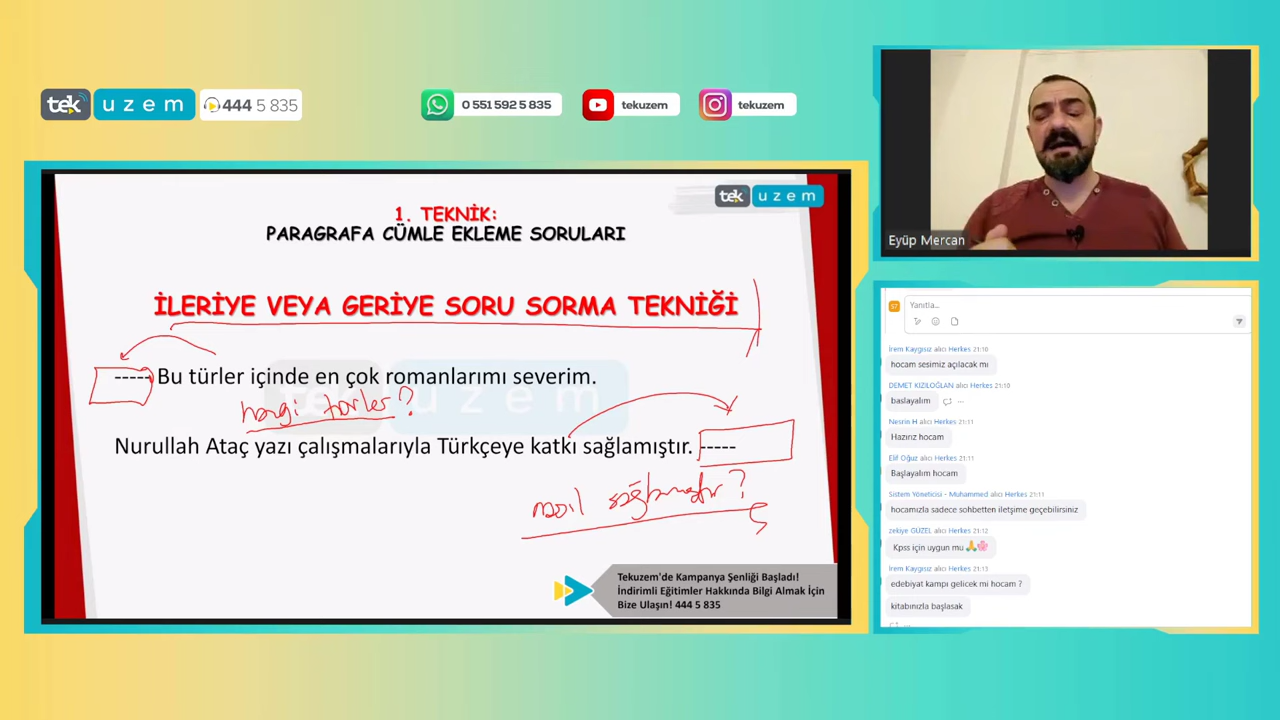 tek uzem 444 5 835
0 551 592 5 835
tekuzem
tekuzem
tek uzem
1. TEKNİK:
PARAGRAFA CÜMLE EKLEME SORULARI
İLERİYE VEYA GERİYE SORU SORMA TEKNİĞİ
----- Bu türler içinde en çok romanlarımı severim.
hangi türler?
Nurullah Ataç yazı çalışmalarıyla Türkçeye katkı sağlamıştır. -----
nasıl sağlamıştır?
Tekuzem'de Kampanya Şenliği Başladı!
İndirimli Eğitimler Hakkında Bilgi Almak İçin
Bize Ulaşın! 444 5 835
Eyüp Mercan
Yanıtla...
İrem Kaygısız alıcı Herkes 21:10
hocam sesimiz açılacak mı
DEMET KIZILOĞLAN alıcı Herkes 21:10
baslayalım
Nesrin H alıcı Herkes 21:11
Hazırız hocam
Elif Oğuz alıcı Herkes 21:11
Başlayalım hocam
Sistem Yöneticisi - Muhammed alıcı Herkes 21:11
hocamızla sadece sohbetten iletşime geçebilirsiniz
zekiye GÜZEL alıcı Herkes 21:12
Kpss için uygun mu 🙏🌸
İrem Kaygısız alıcı Herkes 21:13
edebiyat kampı gelicek mi hocam ?
kitabınızla başlasak